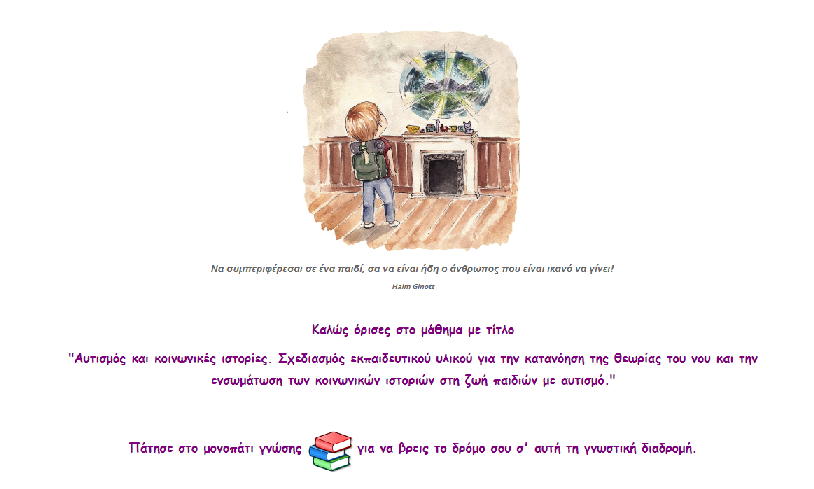 Να συμπεριφέρεσαι σε ένα παιδί, σα να είναι ήδη ο άνθρωπος που είναι ικανό να γίνει!
Haim Ginott
Καλώς όρισες στο μάθημα με τίτλο
"Αυτισμός και κοινωνικές ιστορίες. Σχεδιασμός εκπαιδευτικού υλικού για την κατανόηση της θεωρίας του νου και την
ενσωμάτωση των κοινωνικών ιστοριών στη ζωή παιδιών με αυτισμό."
Πάτησε στο μονοπάτι γνώσης για να βρεις το δρόμο σου σ' αυτή τη γνωστική διαδρομή.